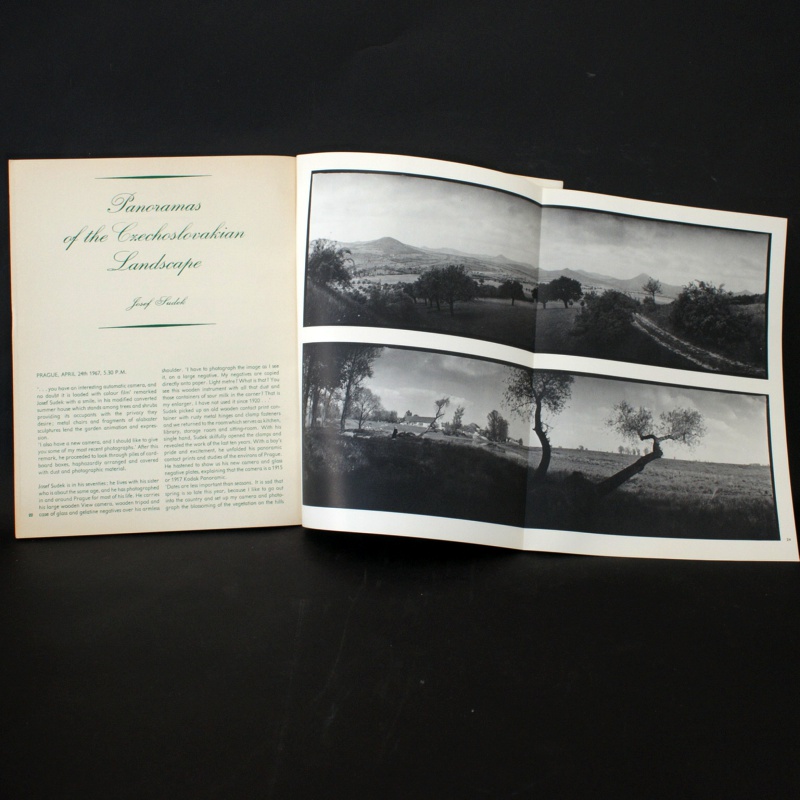 Panoramas
of the Czechoslovakian
Landscape
Josef Sudek
PRAGUE, APRIL 24th 1967, 5.30 P.M.
'. . . you have an interesting automatic camera, and
no doubt it is loaded with colour film' remarked
Josef Sudek with a smile, in his modified converted
summer house which stands among trees and shrubs
providing its occupants with the privacy they
desire; metal chairs and fragments of alabaster
sculptures lend the garden animation and expres-
sion.
'I also have a new camera, and I should like to give
you some of my most recent photographs.' After this
remark, he proceeded to look through piles of card-
board boxes, haphazardly arranged and covered
with dust and photographic material.
Josef Sudek is in his seventies; he lives with his sister
who is about the same age, and he has photographed
in and around Prague for most of his life. He carries
his large wooden View camera, wooden tripod and
case of glass and gelatine negatives over his armless
shoulder. 'I have to photograph the image as I see
it, on a large negative. My negatives are copied
directly onto paper. Light metre? What is that? You
see this wooden instrument with all that dust and
those containers of sour milk in the corner? That is
my enlarger. I have not used it since 1920 . . .'
Sudek picked up an old wooden contact print con-
tainer with rusty metal hinges and clamp fasteners
and we returned to the room which serves as kitchen,
library, storage room and sitting-room. With his
single hand, Sudek skilfully opened the clamps and
revealed the work of the last ten years. With a boy's
pride and excitement, he unfolded his panoramic
contact prints and studies of the environs of Prague.
He hastened to show us his new camera and glass
negative plates, explaining that the camera is a 1915
or 1917 Kodak Panoramic.
'Dates are less important than seasons. It is sad that
spring is so late this year, because I like to go out
into the country and set up my camera and photo-
graph the blossoming of the vegetation on the hills